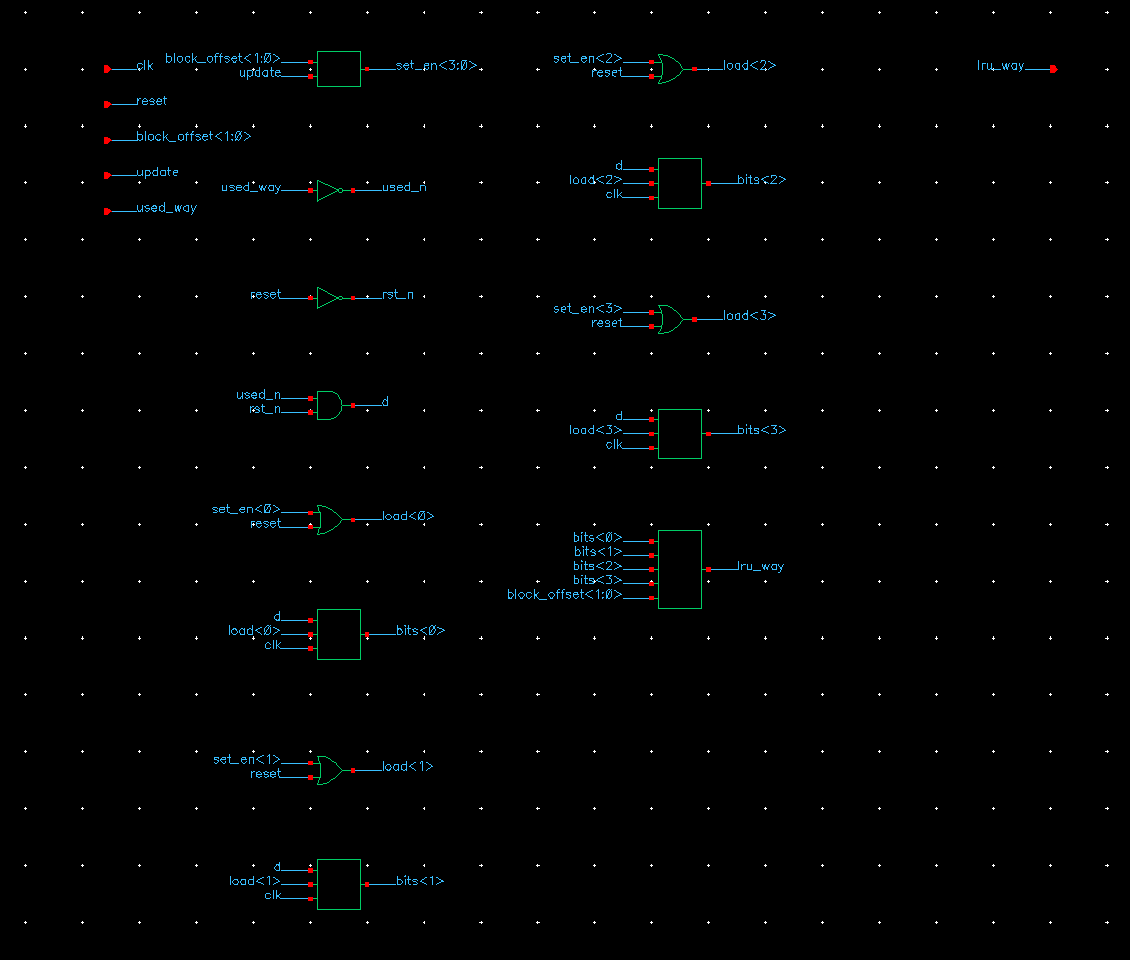 clk
reset
block_offset<1:0>
update
used_way
block_offset<1:0>
update
set_en<3:0>
used_way
used_n
reset
rst_n
used_n
rst_n
d
set_en<0>
reset
load<0>
d
load<0>
clk
bits<0>
set_en<1>
reset
load<1>
d
load<1>
clk
bits<1>
set_en<2>
reset
load<2>
d
load<2>
clk
bits<2>
set_en<3>
reset
load<3>
d
load<3>
clk
bits<3>
bits<0>
bits<1>
bits<2>
bits<3>
block_offset<1:0>
lru_way
lru_way